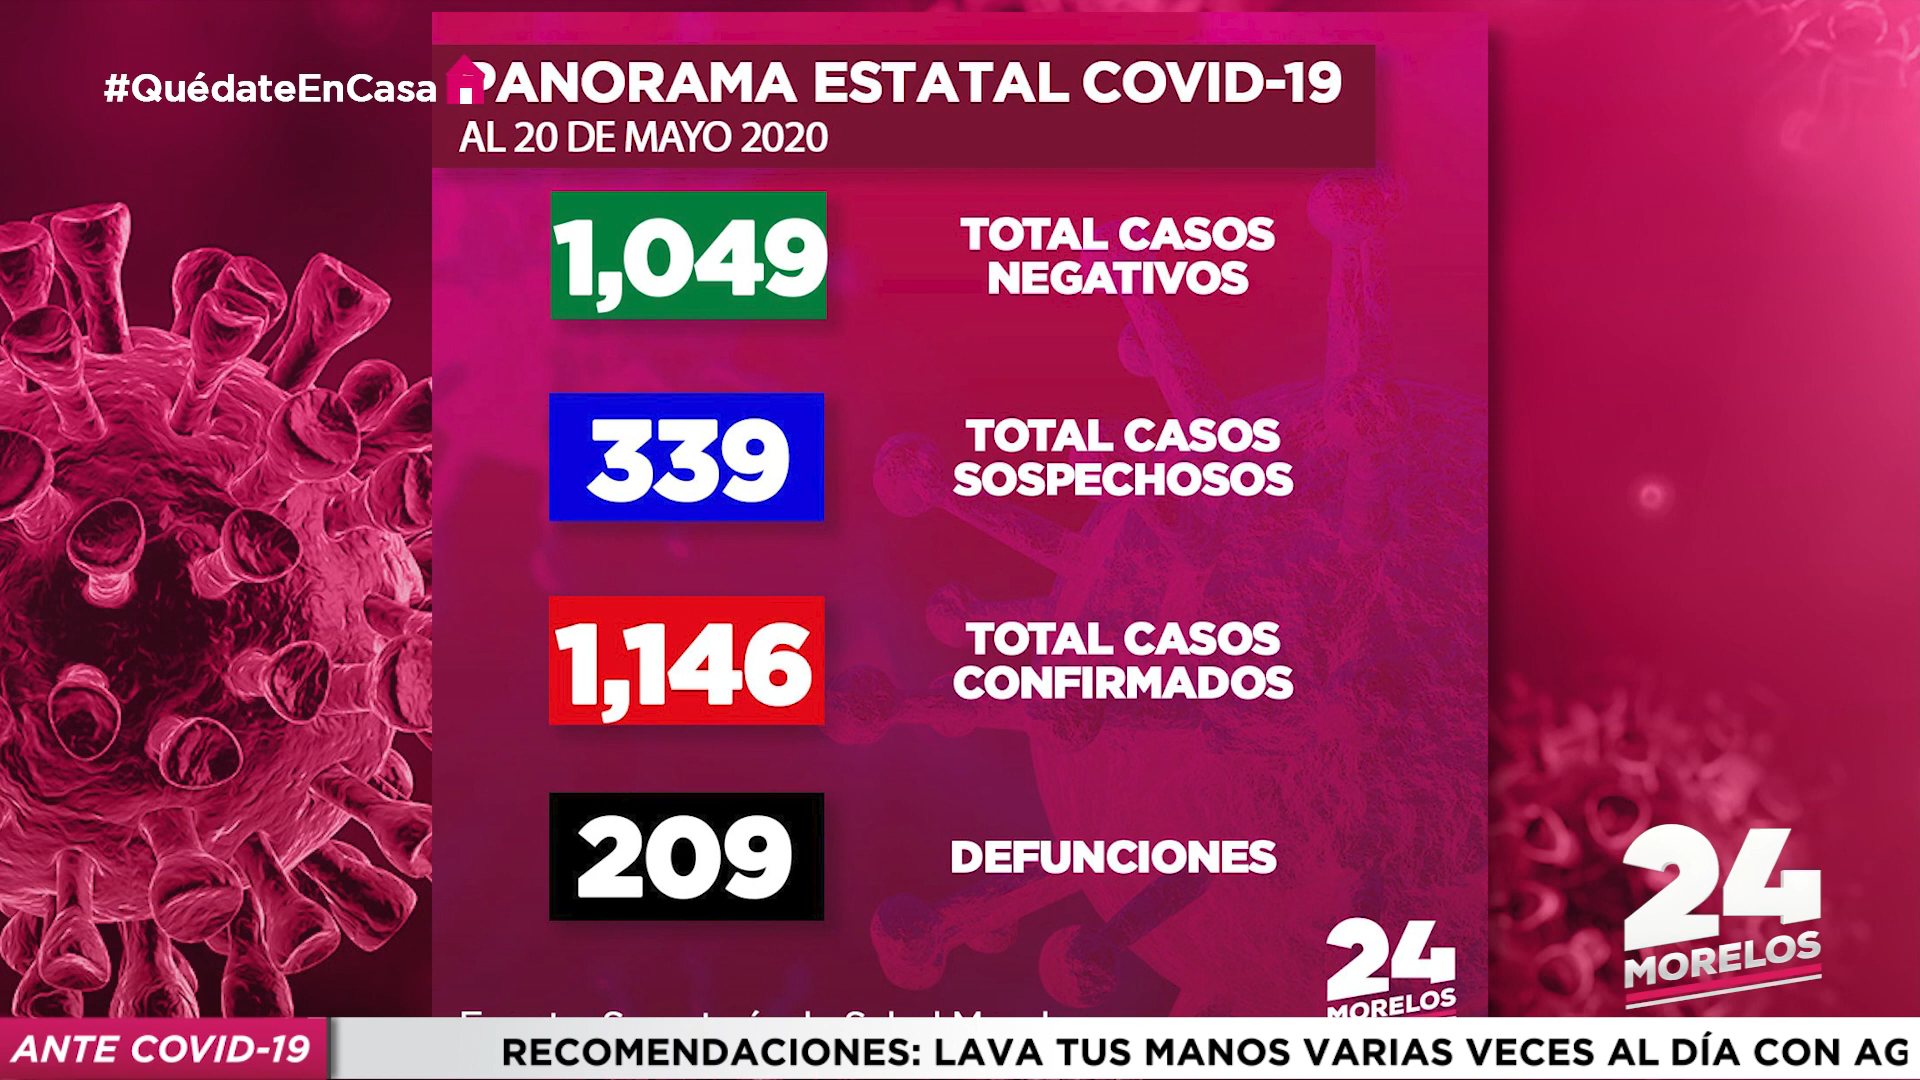 #QuédateEnCasa
PANORAMA ESTATAL COVID-19
AL 20 DE MAYO 2020
1,049
TOTAL CASOS
NEGATIVOS
339
TOTAL CASOS
SOSPECHOSOS
1,146
TOTAL CASOS
CONFIRMADOS
209
DEFUNCIONES
24
MORELOS
24
MORELOS
ANTE COVID-19
RECOMENDACIONES: LAVA TUS MANOS VARIAS VECES AL DÍA CON AG